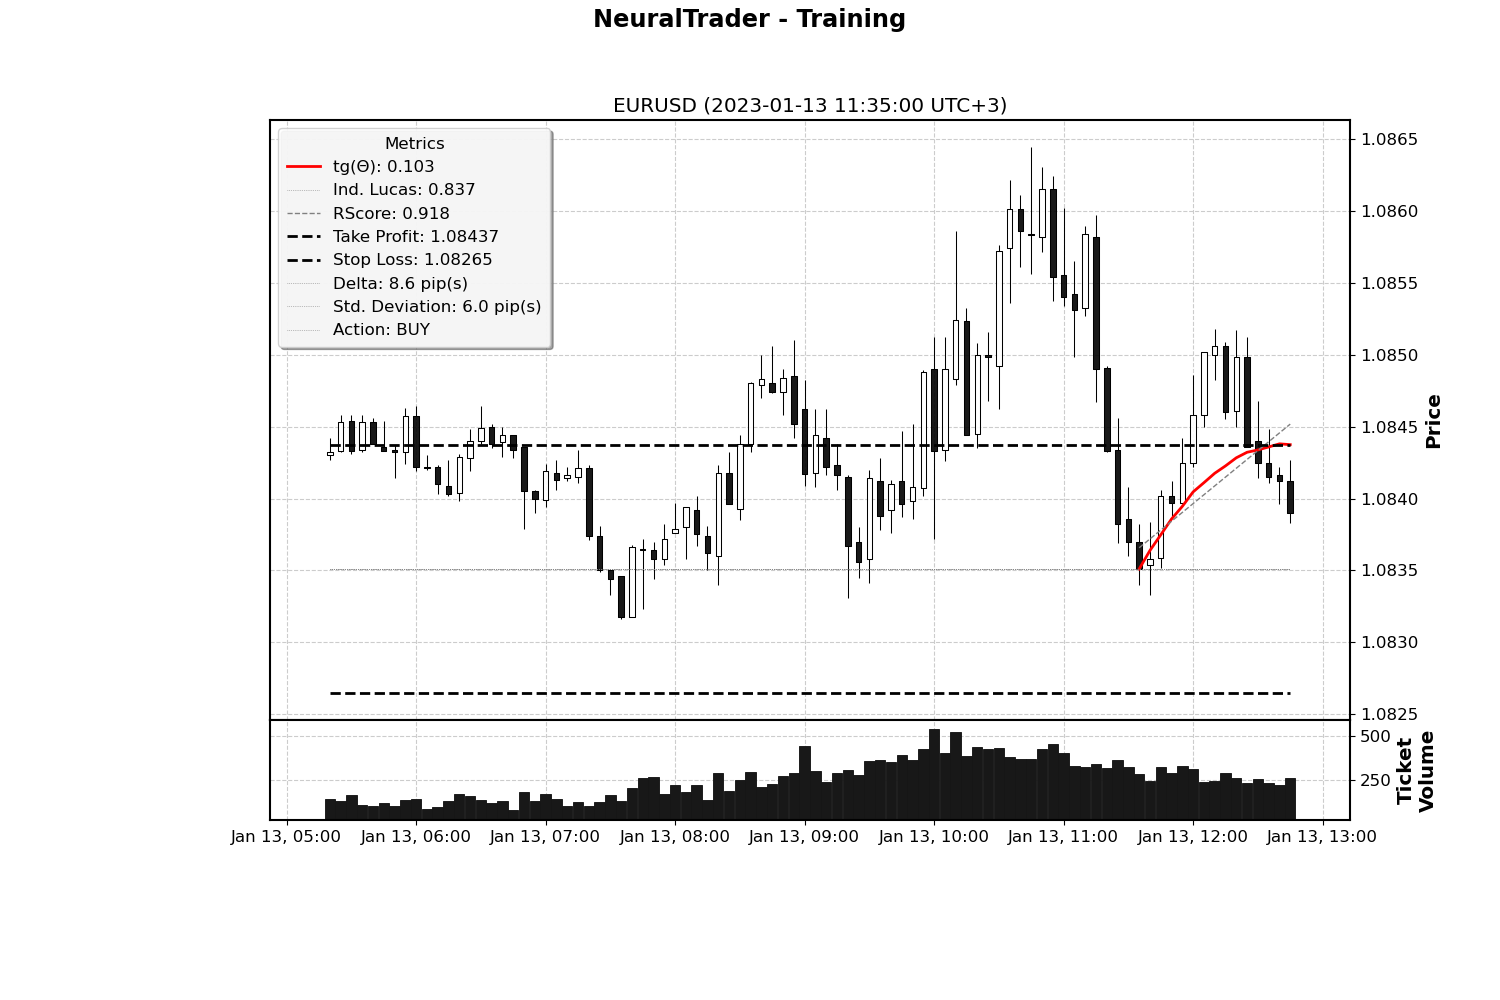 NeuralTrader - Training
EURUSD (2023-01-13 11:35:00 UTC+3)
Metrics
tg(Θ): 0.103
Ind. Lucas: 0.837
RScore: 0.918
Take Profit: 1.08437
Stop Loss: 1.08265
Delta: 8.6 pip(s)
Std. Deviation: 6.0 pip(s)
Action: BUY
1.0865
1.0860
1.0855
1.0850
1.0845
1.0840
1.0835
1.0830
1.0825
Price
500
250
Ticket
Volume
Jan 13, 05:00
Jan 13, 06:00
Jan 13, 07:00
Jan 13, 08:00
Jan 13, 09:00
Jan 13, 10:00
Jan 13, 11:00
Jan 13, 12:00
Jan 13, 13:00